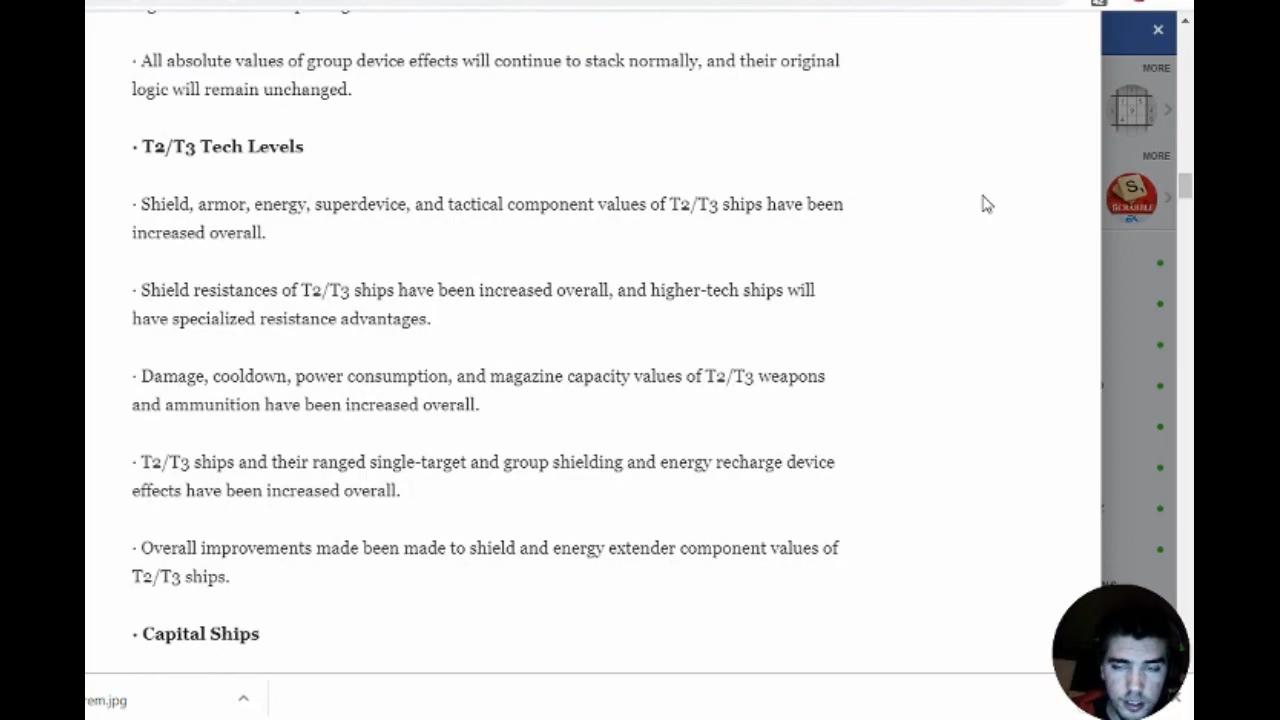 · All absolute values of group device effects will continue to stack normally, and their original
logic will remain unchanged.
· T2/T3 Tech Levels
· Shield, armor, energy, superdevice, and tactical component values of T2/T3 ships have been
increased overall.
· Shield resistances of T2/T3 ships have been increased overall, and higher-tech ships will
have specialized resistance advantages.
· Damage, cooldown, power consumption, and magazine capacity values of T2/T3 weapons
and ammunition have been increased overall.
· T2/T3 ships and their ranged single-target and group shielding and energy recharge device
effects have been increased overall.
· Overall improvements made been made to shield and energy extender component values of
T2/T3 ships.
· Capital Ships
rem.jpg
MORE
MORE
S
SCRABBLE
EA